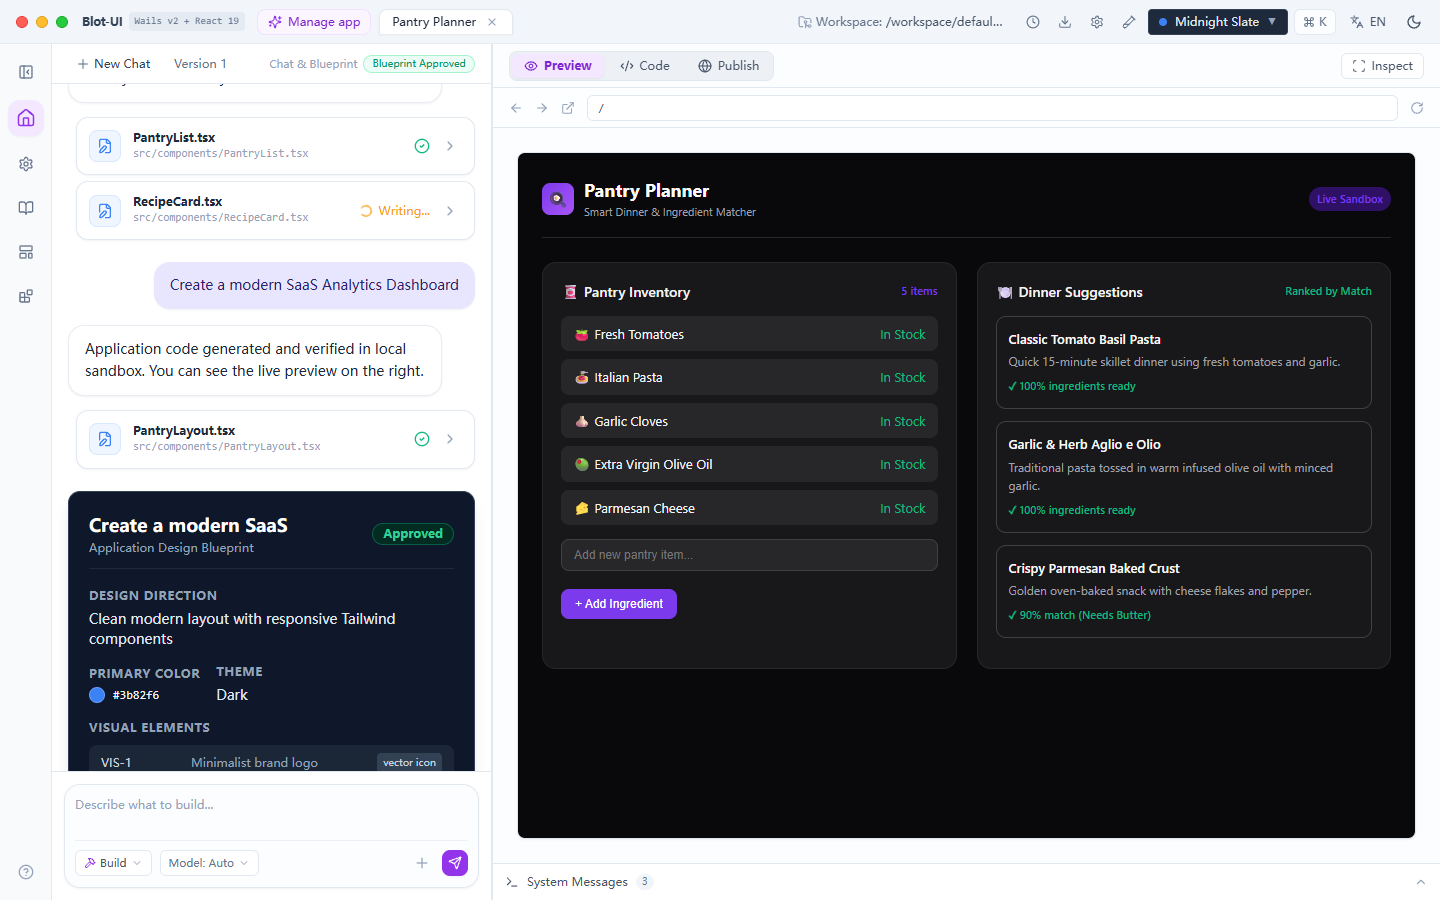 Blot-UI
Wails v2 + React 19
Manage app
Pantry Planner
Workspace: /workspace/defaul...
Midnight Slate
⌘ K
EN
New Chat
Version 1
Chat & Blueprint
Blueprint Approved
PantryList.tsx
src/components/PantryList.tsx
RecipeCard.tsx
src/components/RecipeCard.tsx
Writing...
Create a modern SaaS Analytics Dashboard
Application code generated and verified in local
sandbox. You can see the live preview on the right.
PantryLayout.tsx
src/components/PantryLayout.tsx
Create a modern SaaS
Application Design Blueprint
Approved
DESIGN DIRECTION
Clean modern layout with responsive Tailwind
components
PRIMARY COLOR
#3b82f6
THEME
Dark
VISUAL ELEMENTS
VIS-1
Minimalist brand logo
vector icon
Describe what to build...
Build
Model: Auto
Preview
Code
Publish
Inspect
/
Pantry Planner
Smart Dinner & Ingredient Matcher
Live Sandbox
Pantry Inventory
5 items
Fresh Tomatoes
In Stock
Italian Pasta
In Stock
Garlic Cloves
In Stock
Extra Virgin Olive Oil
In Stock
Parmesan Cheese
In Stock
Add new pantry item...
+ Add Ingredient
Dinner Suggestions
Ranked by Match
Classic Tomato Basil Pasta
Quick 15-minute skillet dinner using fresh tomatoes and garlic.
✓ 100% ingredients ready
Garlic & Herb Aglio e Olio
Traditional pasta tossed in warm infused olive oil with minced
garlic.
✓ 100% ingredients ready
Crispy Parmesan Baked Crust
Golden oven-baked snack with cheese flakes and pepper.
✓ 90% match (Needs Butter)
System Messages
3